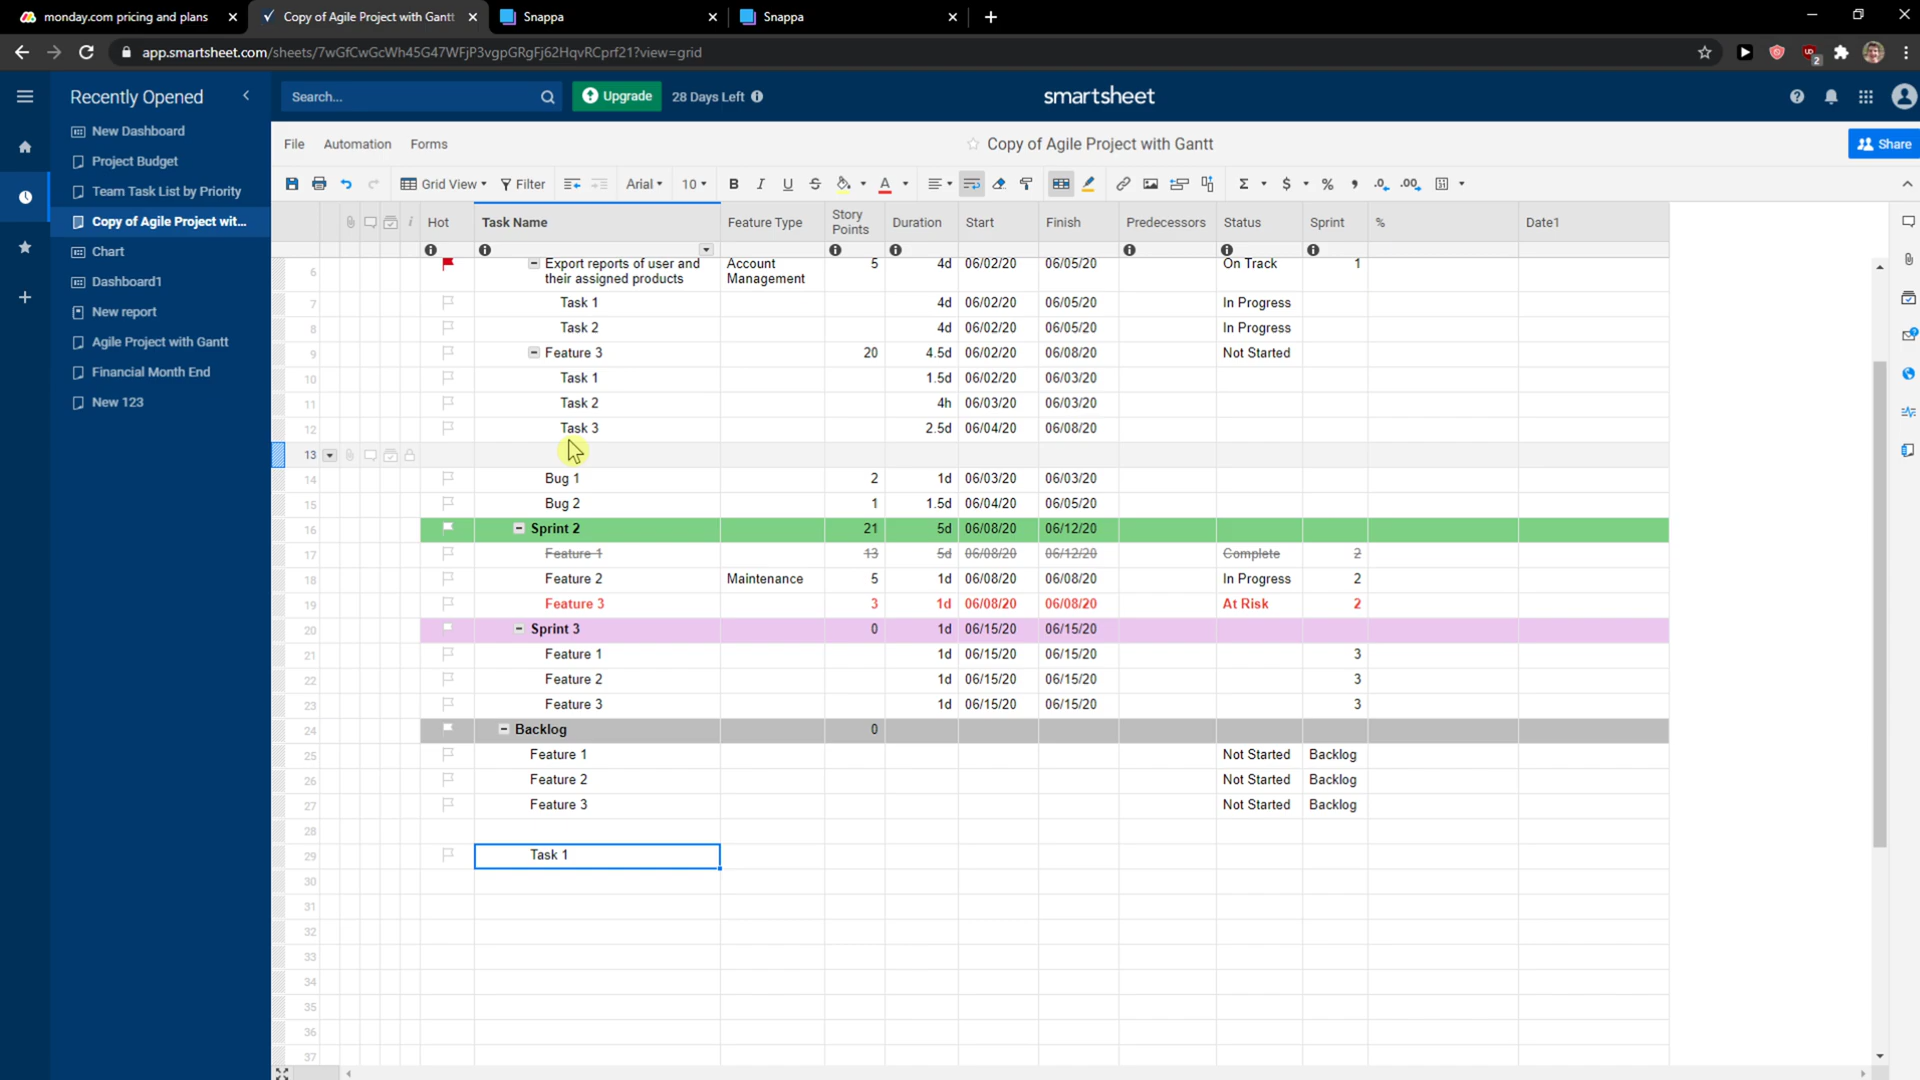 monday.com pricing and plans
Copy of Agile Project with Gantt
Snappa
Snappa
app.smartsheet.com/sheets/7wGfCwGcWh45G47WFjP3vgpGRgFj62HqvRCprf21?view=grid
2
Recently Opened
Search...
Upgrade
28 Days Left
smartsheet
New Dashboard
Project Budget
Team Task List by Priority
Copy of Agile Project wit...
Chart
Dashboard1
New report
Agile Project with Gantt
Financial Month End
New 123
File Automation Forms
Copy of Agile Project with Gantt
Share
Grid View Filter Arial 10 B I U S A Σ $ % , .0 .00
Hot Task Name Feature Type Story Points Duration Start Finish Predecessors Status Sprint % Date1
6 Export reports of user and their assigned products Account Management 5 4d 06/02/20 06/05/20 On Track 1
7 Task 1 4d 06/02/20 06/05/20 In Progress
8 Task 2 4d 06/02/20 06/05/20 In Progress
9 Feature 3 20 4.5d 06/02/20 06/08/20 Not Started
10 Task 1 1.5d 06/02/20 06/03/20
11 Task 2 4h 06/03/20 06/03/20
12 Task 3 2.5d 06/04/20 06/08/20
13
14 Bug 1 2 1d 06/03/20 06/03/20
15 Bug 2 1 1.5d 06/04/20 06/05/20
16 Sprint 2 21 5d 06/08/20 06/12/20
17 Feature 1 13 5d 06/08/20 06/12/20 Complete 2
18 Feature 2 Maintenance 5 1d 06/08/20 06/08/20 In Progress 2
19 Feature 3 3 1d 06/08/20 06/08/20 At Risk 2
20 Sprint 3 0 1d 06/15/20 06/15/20
21 Feature 1 1d 06/15/20 06/15/20 3
22 Feature 2 1d 06/15/20 06/15/20 3
23 Feature 3 1d 06/15/20 06/15/20 3
24 Backlog 0
25 Feature 1 Not Started Backlog
26 Feature 2 Not Started Backlog
27 Feature 3 Not Started Backlog
28
29 Task 1
30
31
32
33
34
35
36
37